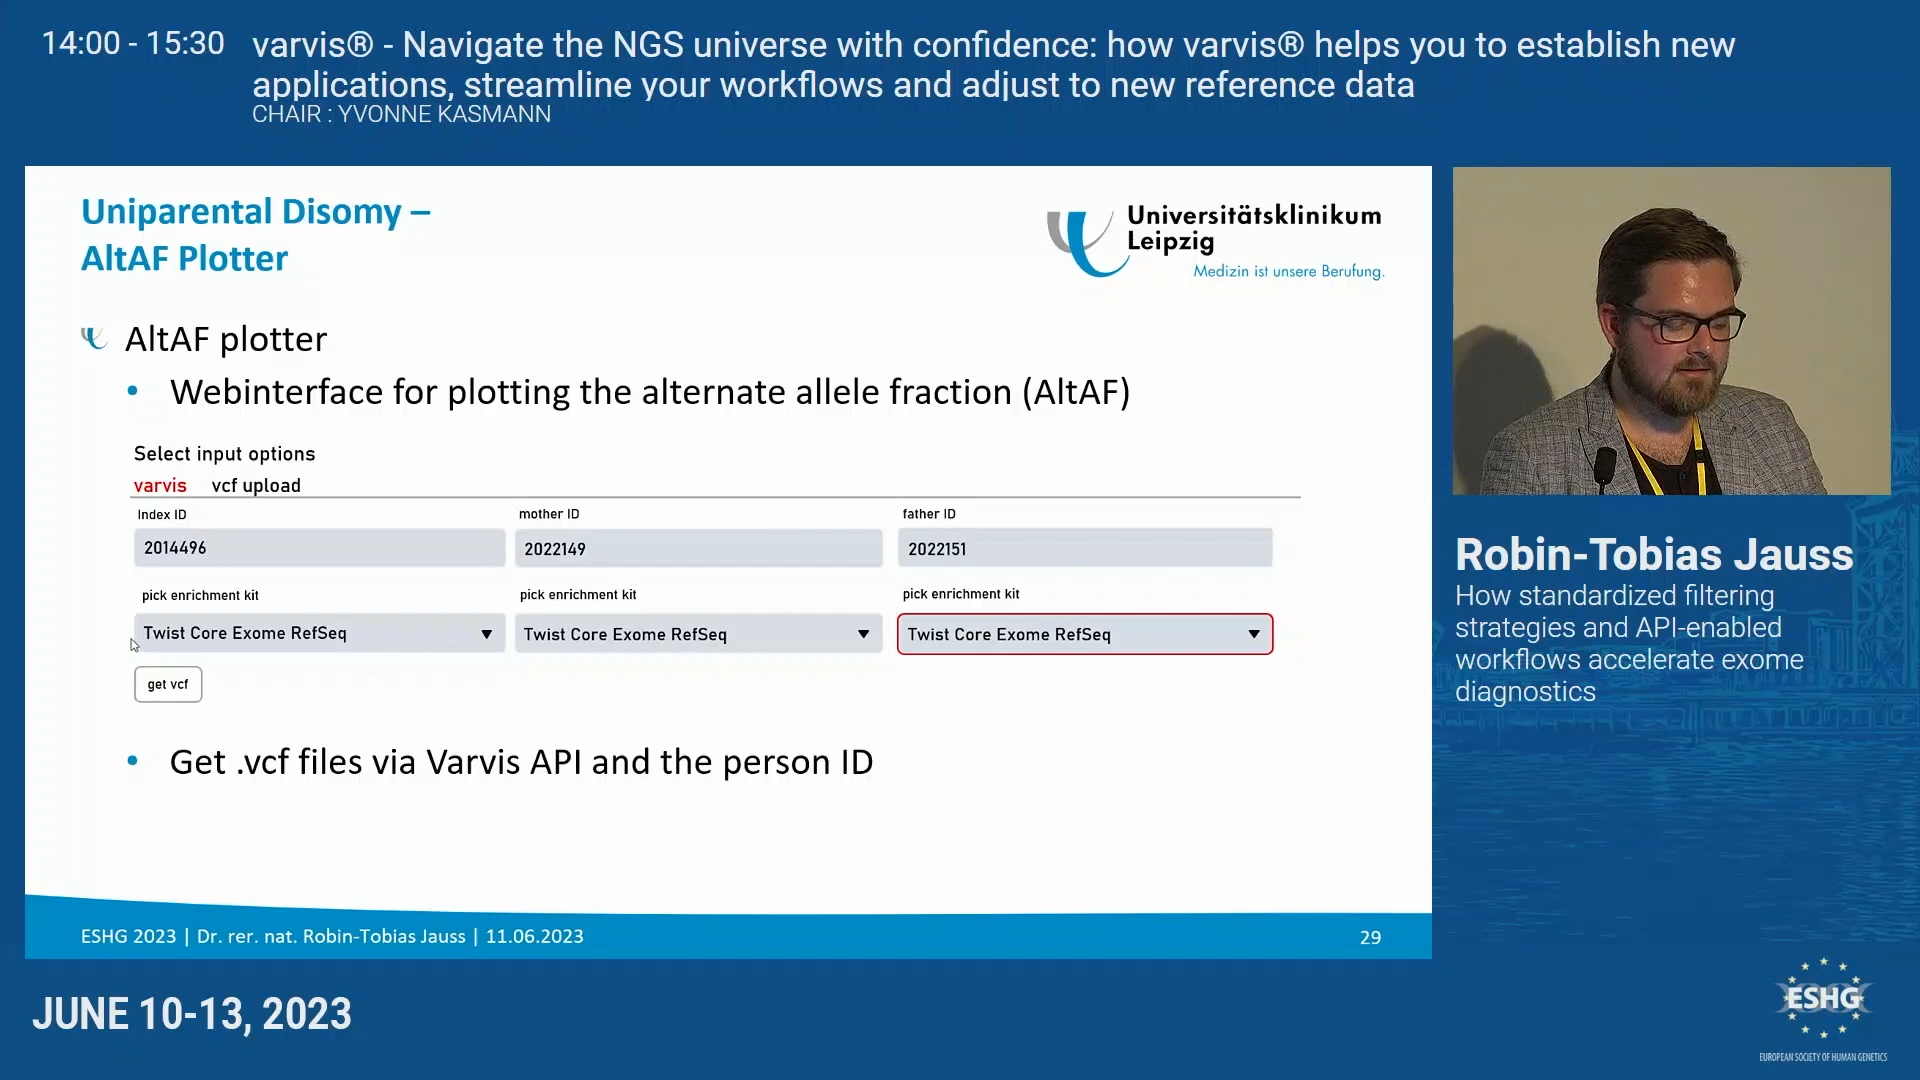 14:00 - 15:30
varvis® - Navigate the NGS universe with confidence: how varvis® helps you to establish new
applications, streamline your workflows and adjust to new reference data
CHAIR : YVONNE KASMANN
Uniparental Disomy –
AltAF Plotter
Universitätsklinikum
Leipzig
Medizin ist unsere Berufung.
AltAF plotter
• Webinterface for plotting the alternate allele fraction (AltAF)
Select input options
varvis vcf upload
Index ID mother ID father ID
2014496 2022149 2022151
pick enrichment kit pick enrichment kit pick enrichment kit
Twist Core Exome RefSeq Twist Core Exome RefSeq Twist Core Exome RefSeq
get vcf
• Get .vcf files via Varvis API and the person ID
ESHG 2023 | Dr. rer. nat. Robin-Tobias Jauss | 11.06.2023
29
Robin-Tobias Jauss
How standardized filtering
strategies and API-enabled
workflows accelerate exome
diagnostics
JUNE 10-13, 2023
ESHG
EUROPEAN SOCIETY OF HUMAN GENETICS